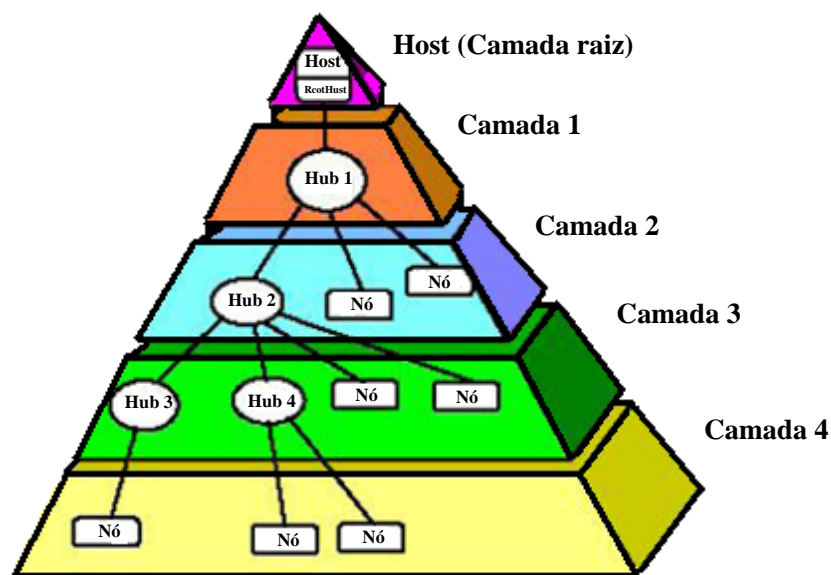 Host (Camada raiz)
Host
RcotHust
Camada 1
Hub 1
Camada 2
Hub 2
Nó
Nó
Camada 3
Hub 3
Hub 4
Nó
Nó
Camada 4
Nó
Nó
Nó